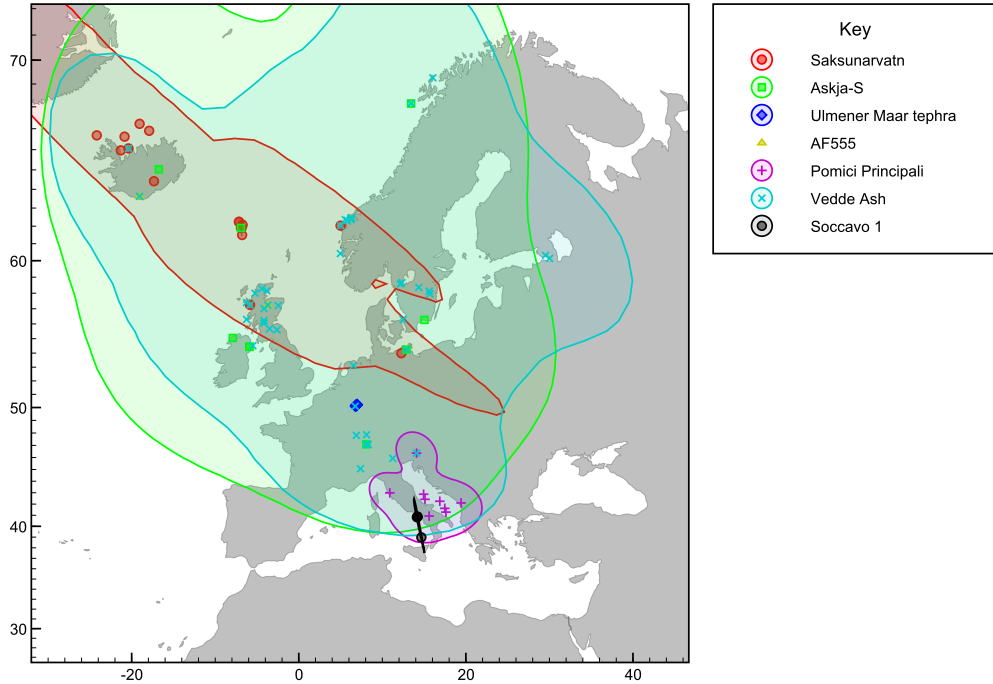 Key
Saksunarvatn
Askja-S
Ulmener Maar tephra
AF555
Pomici Principali
Vedde Ash
Soccavo 1
70
60
50
40
30
-20
0
20
40